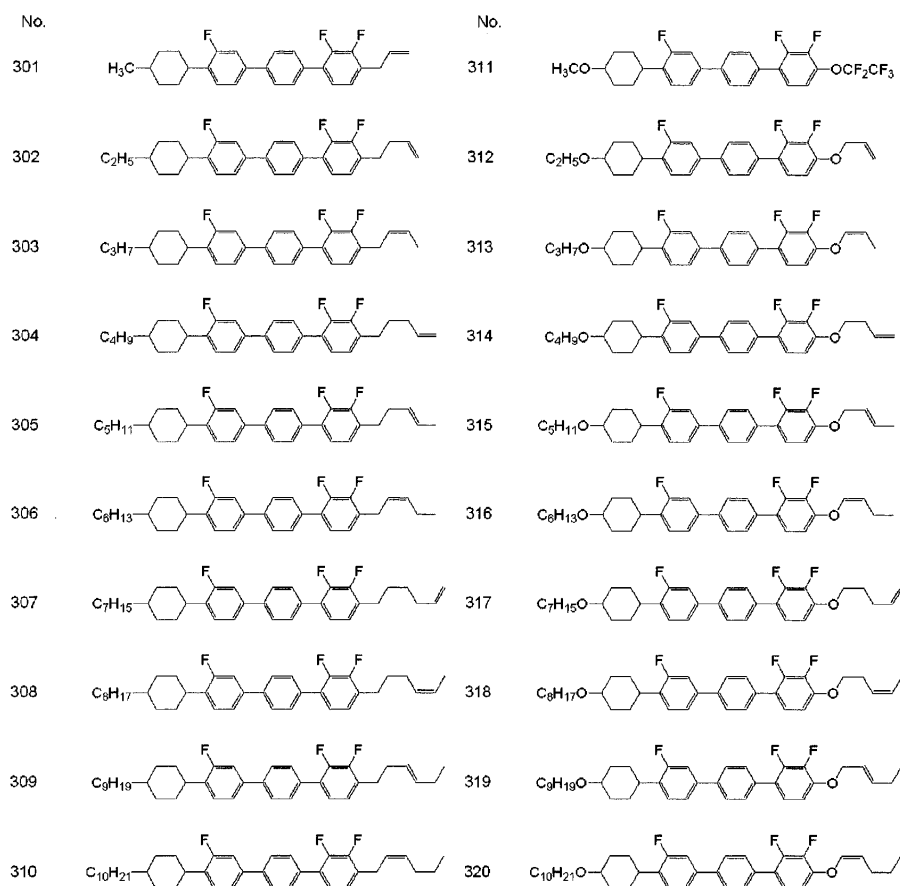 No. No.
F F F F F F
301 H₃C 311 H₃CO OCF₂CF₃
F F F F F F
302 C₂H₅ 312 C₂H₅O O
F F F F F F
303 C₃H₇ 313 C₃H₇O O
F F F F F F
304 C₄H₉ 314 C₄H₉O O
F F F F F F
305 C₅H₁₁ 315 C₅H₁₁O O
F F F F F F
306 C₆H₁₃ 316 C₆H₁₃O O
F F F F F F
307 C₇H₁₅ 317 C₇H₁₅O O
F F F F F F
308 C₈H₁₇ 318 C₈H₁₇O O
F F F F F F
309 C₉H₁₉ 319 C₉H₁₉O O
F F F F F F
310 C₁₀H₂₁ 320 C₁₀H₂₁O O